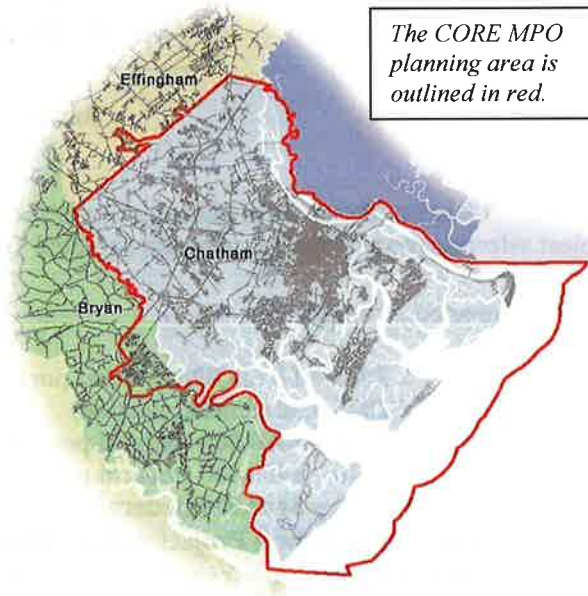 The CORE MPO
planning area is
outlined in red.
Effingham
Chatham
Bryan